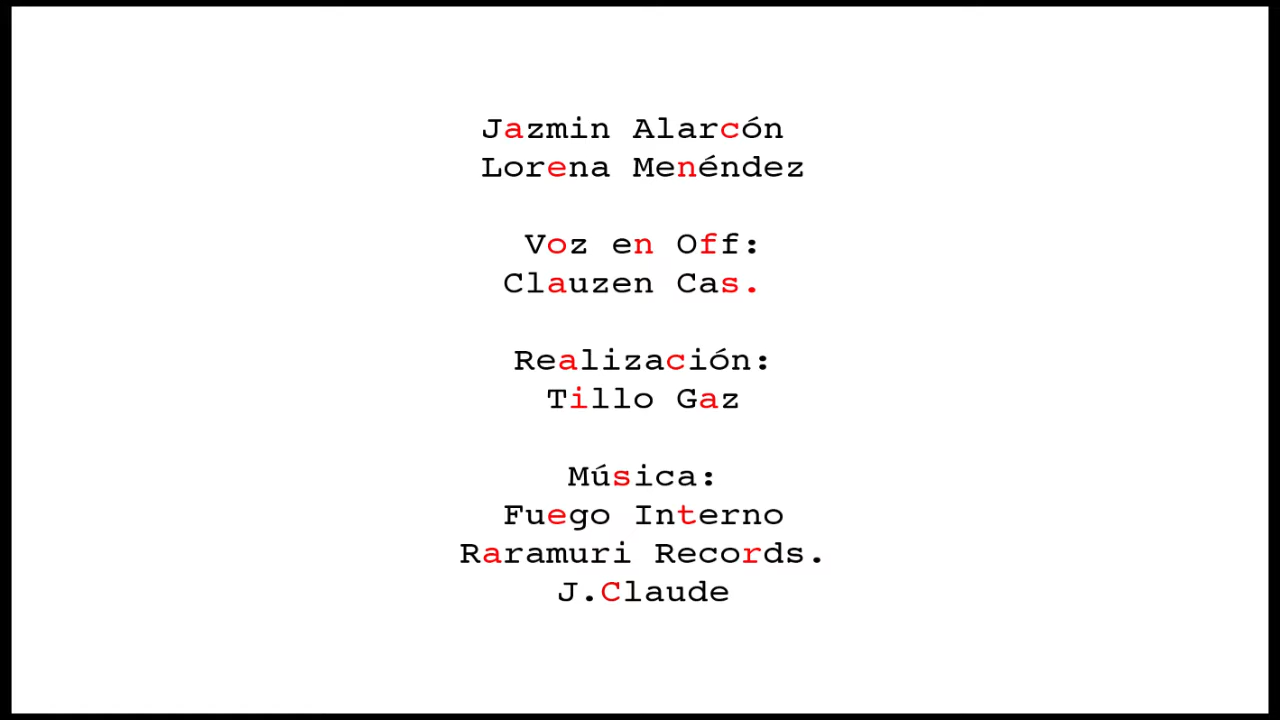 Jazmin Alarcón
Lorena Menéndez
Voz en Off:
Clauzen Cas.
Realización:
Tillo Gaz
Música:
Fuego Interno
Raramuri Records.
J.Claude